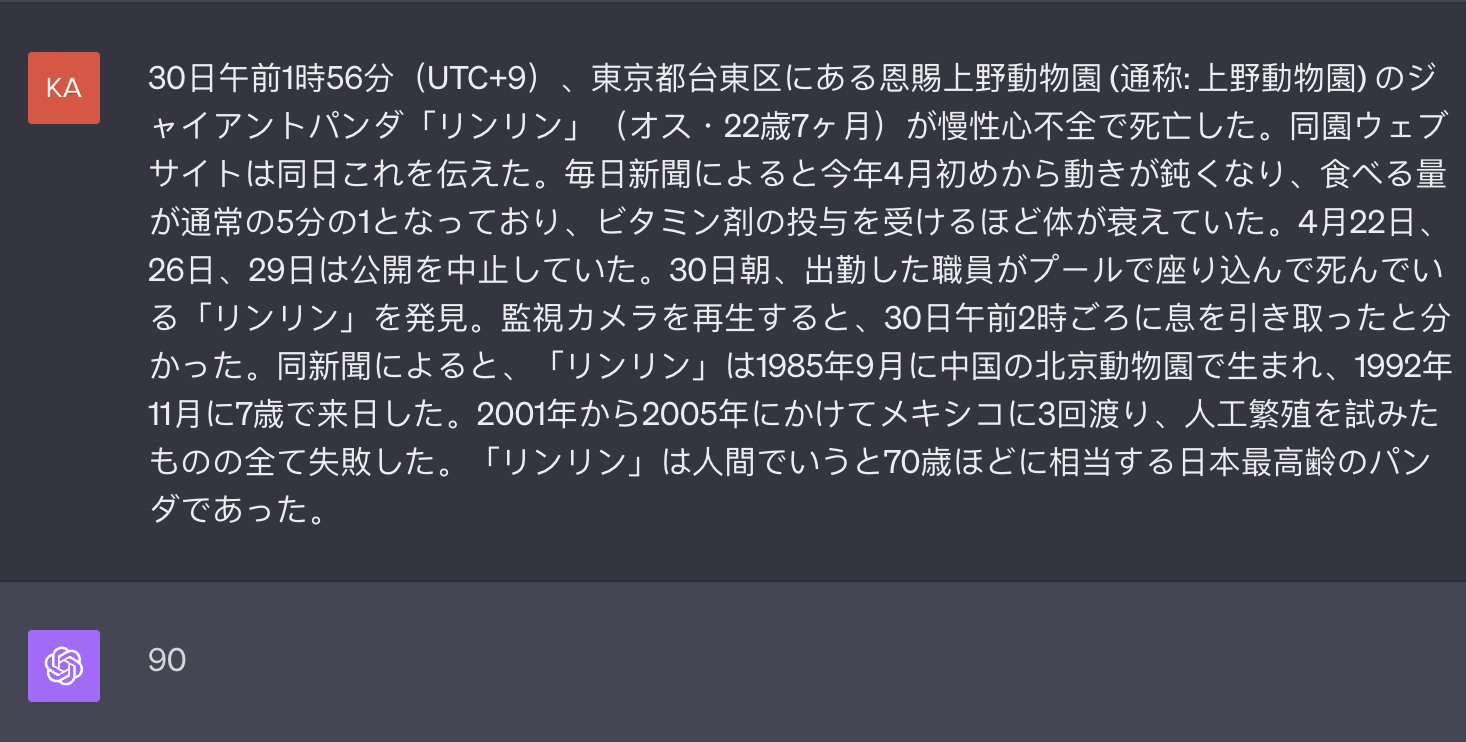 KA
30日午前1時56分（UTC+9）、東京都台東区にある恩賜上野動物園 (通称: 上野動物園) のジ
ャイアントパンダ「リンリン」（オス・22歳7ヶ月）が慢性心不全で死亡した。同園ウェブ
サイトは同日これを伝えた。毎日新聞によると今年4月初めから動きが鈍くなり、食べる量
が通常の5分の1となっており、ビタミン剤の投与を受けるほど体が衰えていた。4月22日、
26日、29日は公開を中止していた。30日朝、出勤した職員がプールで座り込んで死んでい
る「リンリン」を発見。監視カメラを再生すると、30日午前2時ごろに息を引き取ったと分
かった。同新聞によると、「リンリン」は1985年9月に中国の北京動物園で生まれ、1992年
11月に7歳で来日した。2001年から2005年にかけてメキシコに3回渡り、人工繁殖を試みた
ものの全て失敗した。「リンリン」は人間でいうと70歳ほどに相当する日本最高齢のパン
ダであった。
90